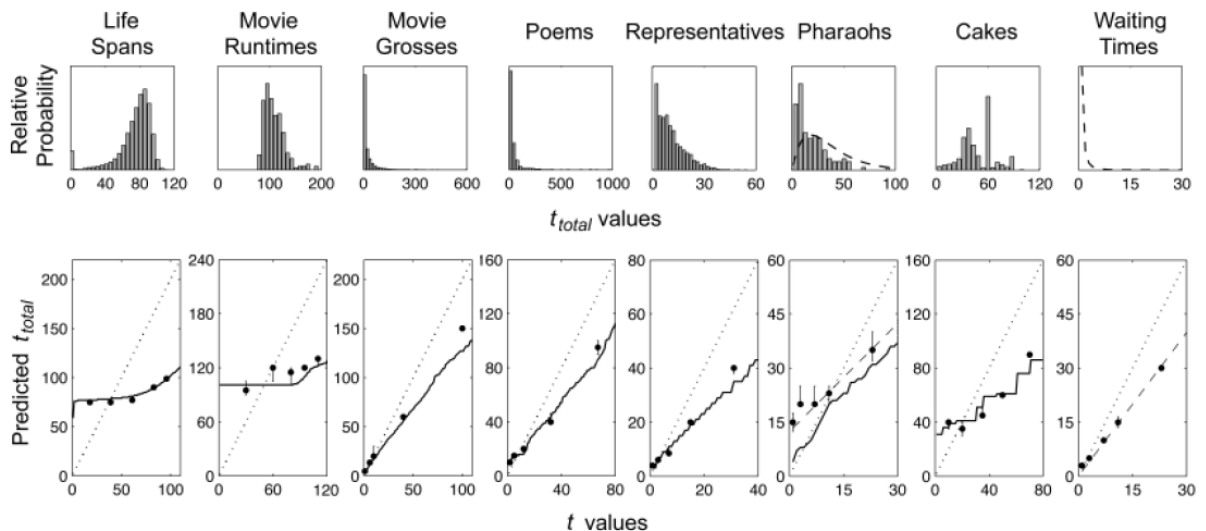 Life Spans
Movie Runtimes
Movie Grosses
Poems
Representatives
Pharaohs
Cakes
Waiting Times
Relative Probability
0 40 80 120
0 100 200
0 300 600
0 500 1000
0 30 60
0 50 100
0 60 120
0 15 30
t_total values
Predicted t_total
200
150
100
50
0
0 50 100
240
180
120
60
0
0 60 120
200
150
100
50
0
0 50 100
160
120
80
40
0
0 20 40 60 80
80
60
40
20
0
0 20 40
60
45
30
15
0
0 15 30
160
120
80
40
0
0 40 80
60
45
30
15
0
0 15 30
t values